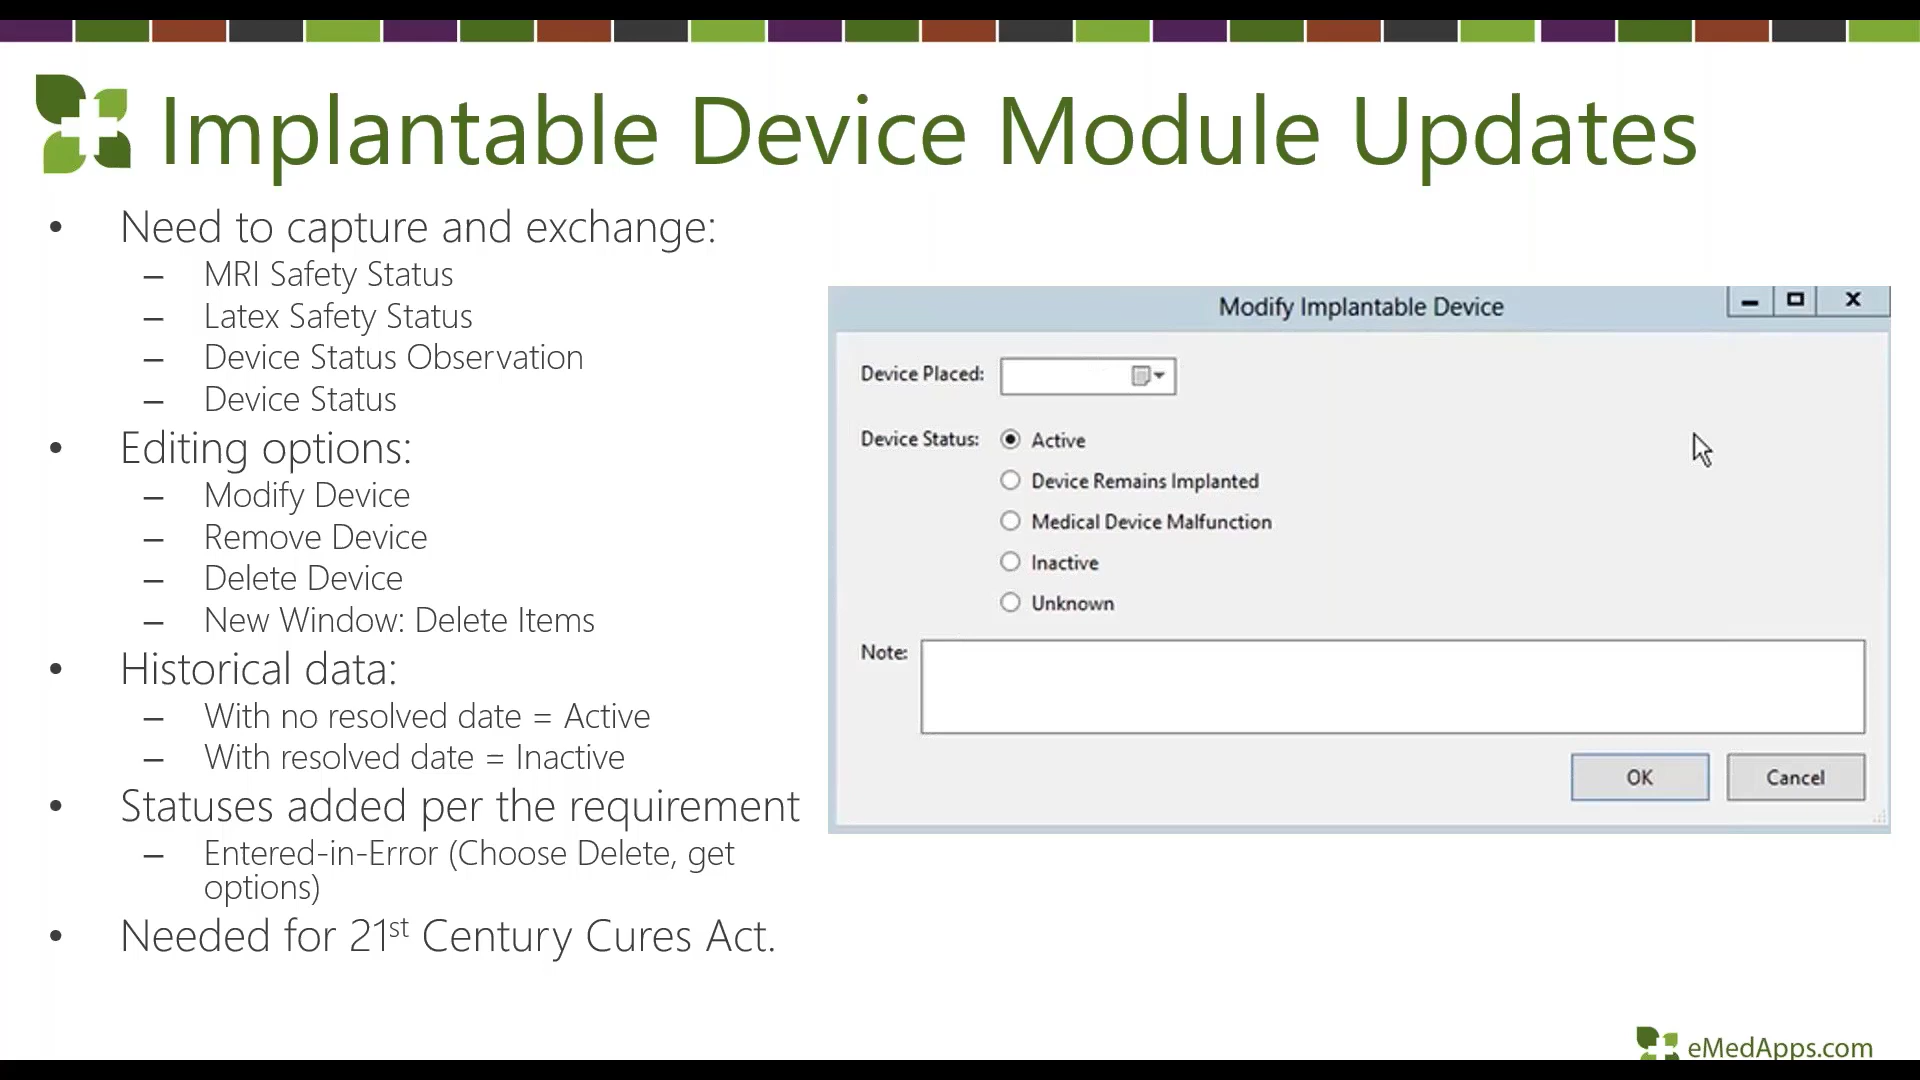 Implantable Device Module Updates
• Need to capture and exchange:
– MRI Safety Status
– Latex Safety Status
– Device Status Observation
– Device Status
• Editing options:
– Modify Device
– Remove Device
– Delete Device
– New Window: Delete Items
• Historical data:
– With no resolved date = Active
– With resolved date = Inactive
• Statuses added per the requirement
– Entered-in-Error (Choose Delete, get
options)
• Needed for 21st Century Cures Act.
Modify Implantable Device
Device Placed:
Device Status:
Active
Device Remains Implanted
Medical Device Malfunction
Inactive
Unknown
Note:
OK
Cancel
eMedApps.com